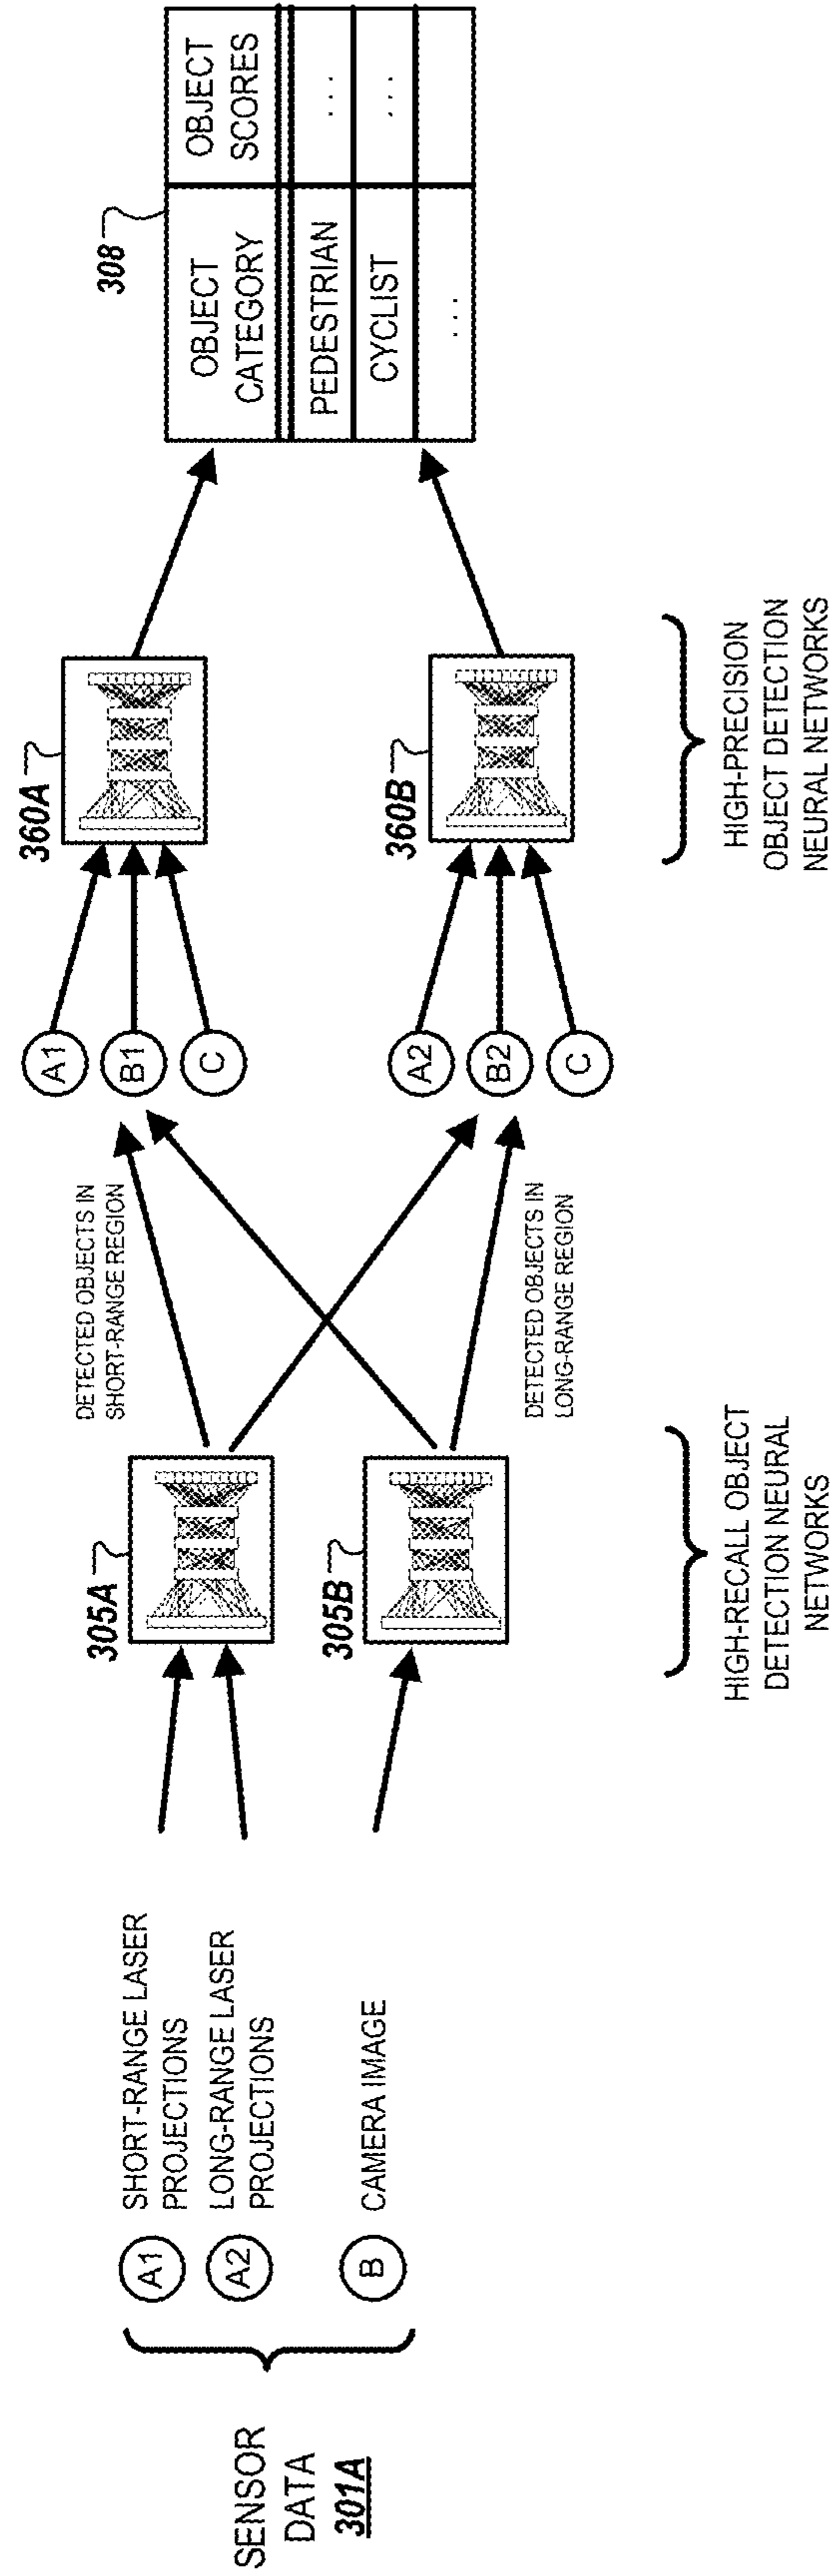 SENSOR
DATA
301A
A1
SHORT-RANGE LASER
PROJECTIONS
A2
LONG-RANGE LASER
PROJECTIONS
B
CAMERA IMAGE
305A
305B
HIGH-RECALL OBJECT
DETECTION NEURAL
NETWORKS
DETECTED OBJECTS IN
SHORT-RANGE REGION
DETECTED OBJECTS IN
LONG-RANGE REGION
A1
B1
C
A2
B2
C
360A
360B
HIGH-PRECISION
OBJECT DETECTION
NEURAL NETWORKS
308
OBJECT
CATEGORY
OBJECT
SCORES
PEDESTRIAN
...
CYCLIST
...
...